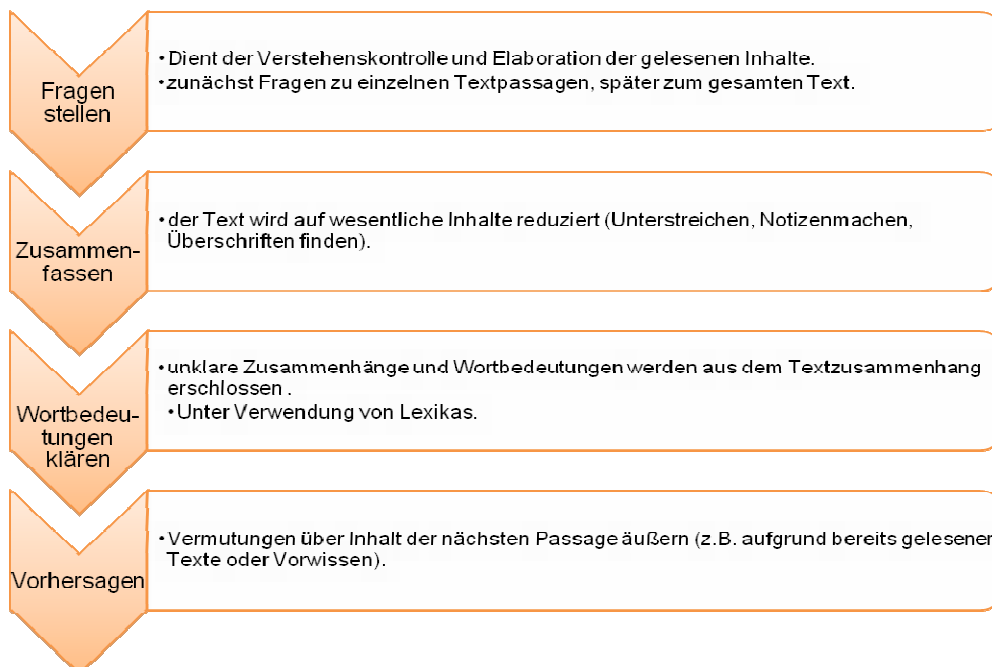 Fragen
stellen
• Dient der Verstehenskontrolle und Elaboration der gelesenen Inhalte.
• zunächst Fragen zu einzelnen Textpassagen, später zum gesamten Text.
Zusammen-
fassen
• der Text wird auf wesentliche Inhalte reduziert (Unterstreichen, Notizenmachen,
Überschriften finden).
Wortbedeu-
tungen
klären
• unklare Zusammenhänge und Wortbedeutungen werden aus dem Textzusammenhang
erschlossen .
• Unter Verwendung von Lexikas.
Vorhersagen
• Vermutungen über Inhalt der nächsten Passage äußern (z.B. aufgrund bereits gelesener
Texte oder Vorwissen).